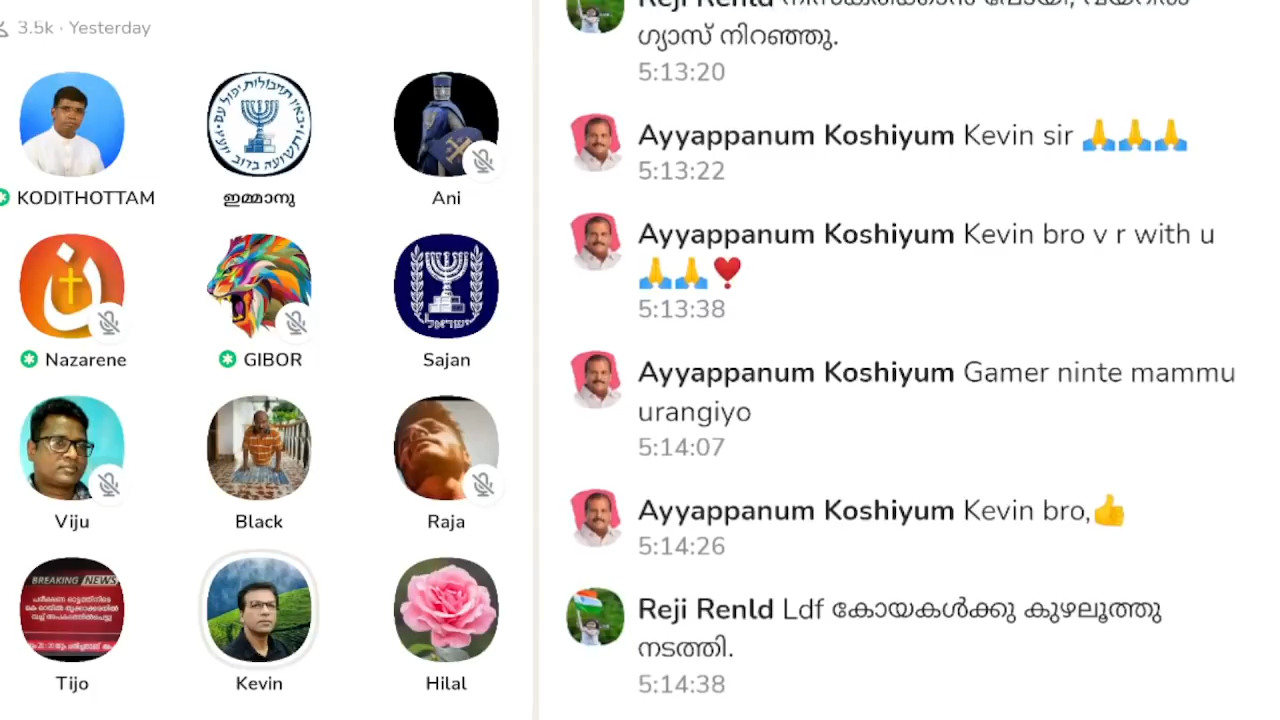 3.5k · Yesterday
KODITHOTTAM
ഇമ്മാനു
Ani
Nazarene
GIBOR
Sajan
Viju
Black
Raja
BREAKING NEWS
Tijo
Kevin
Hilal
Reji Renld
ഗ്യാസ് നിറഞ്ഞു.
5:13:20
Ayyappanum Koshiyum Kevin sir 🙏🙏🙏
5:13:22
Ayyappanum Koshiyum Kevin bro v r with u
🙏🙏❣️
5:13:38
Ayyappanum Koshiyum Gamer ninte mammu
urangiyo
5:14:07
Ayyappanum Koshiyum Kevin bro,👍
5:14:26
Reji Renld Ldf കോയകൾക്കു കുഴലൂത്തു
നടത്തി.
5:14:38